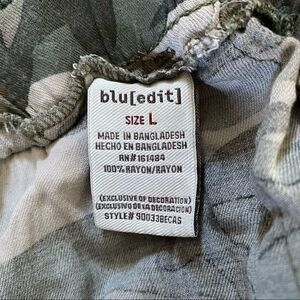 blu[edit]
SIZE L
MADE IN BANGLADESH
HECHO EN BANGLADESH
RN# 161484
100% RAYON/RAYON
(EXCLUSIVE OF DECORATION)
(EXCLUSIVO DE LA DECORACION)
STYLE# 90033BECAS